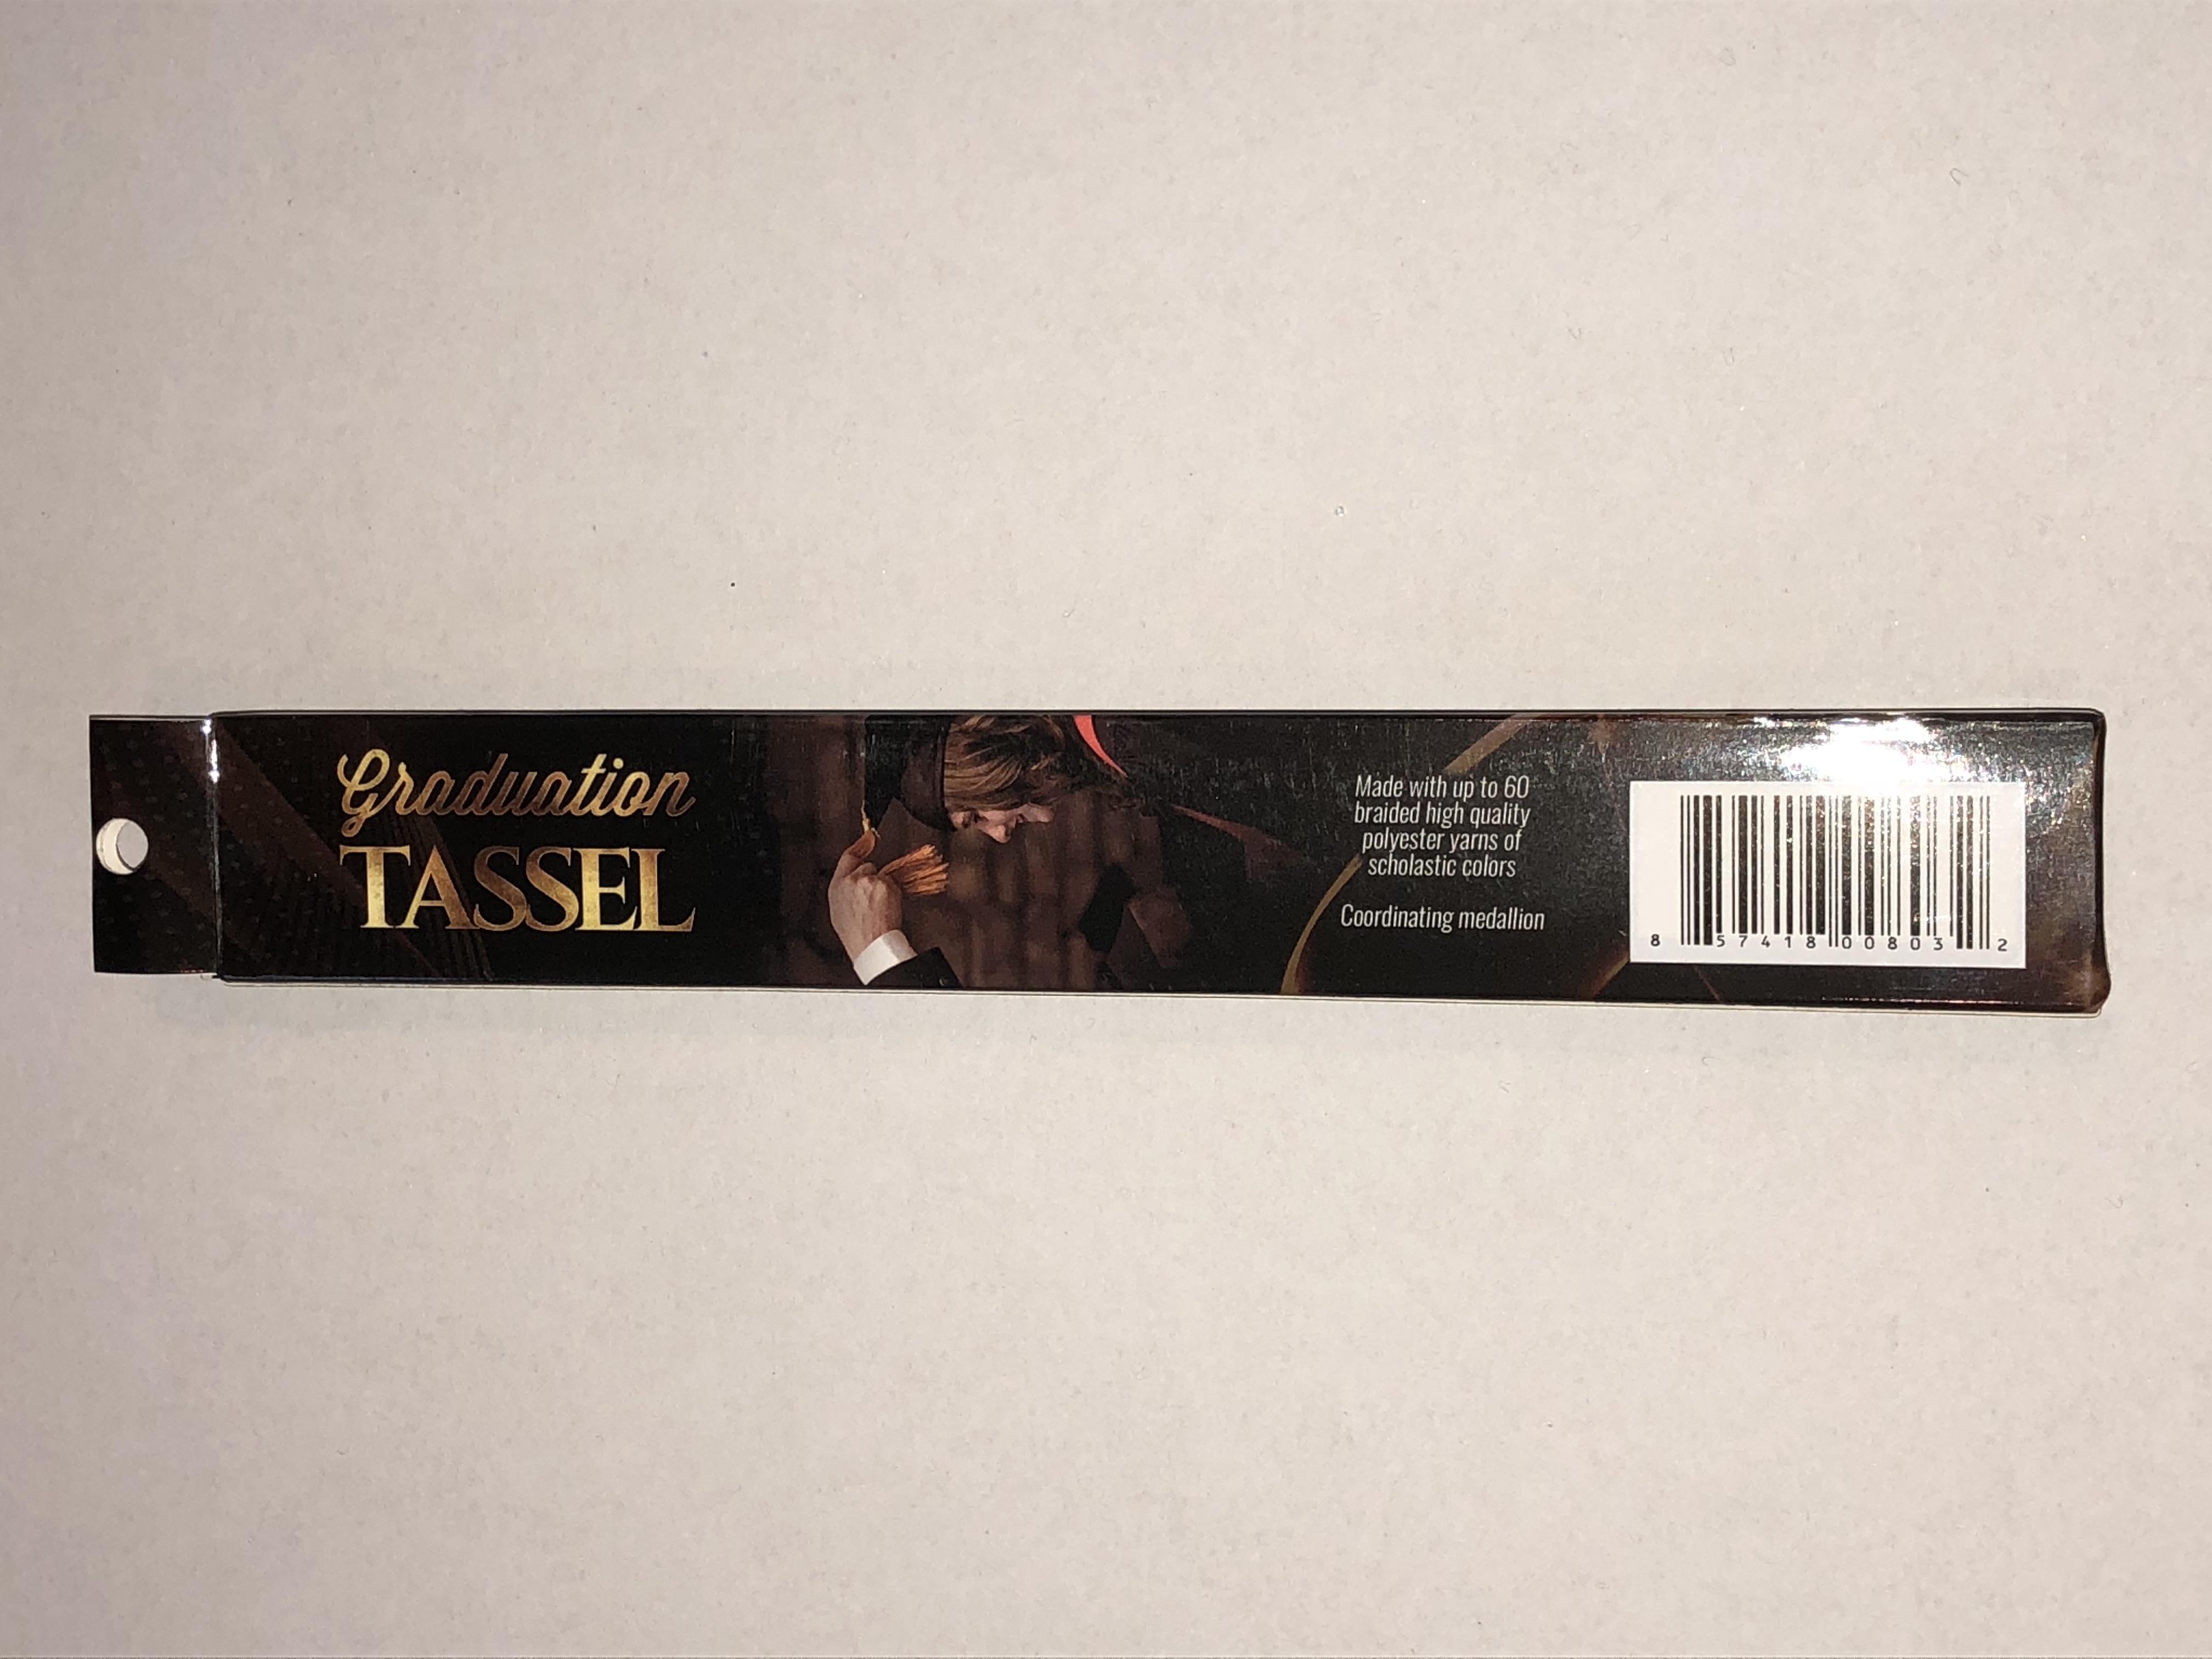 Graduation
TASSEL
Made with up to 60
braided high quality
polyester yarns of
scholastic colors
Coordinating medallion
8 57418 00803 2